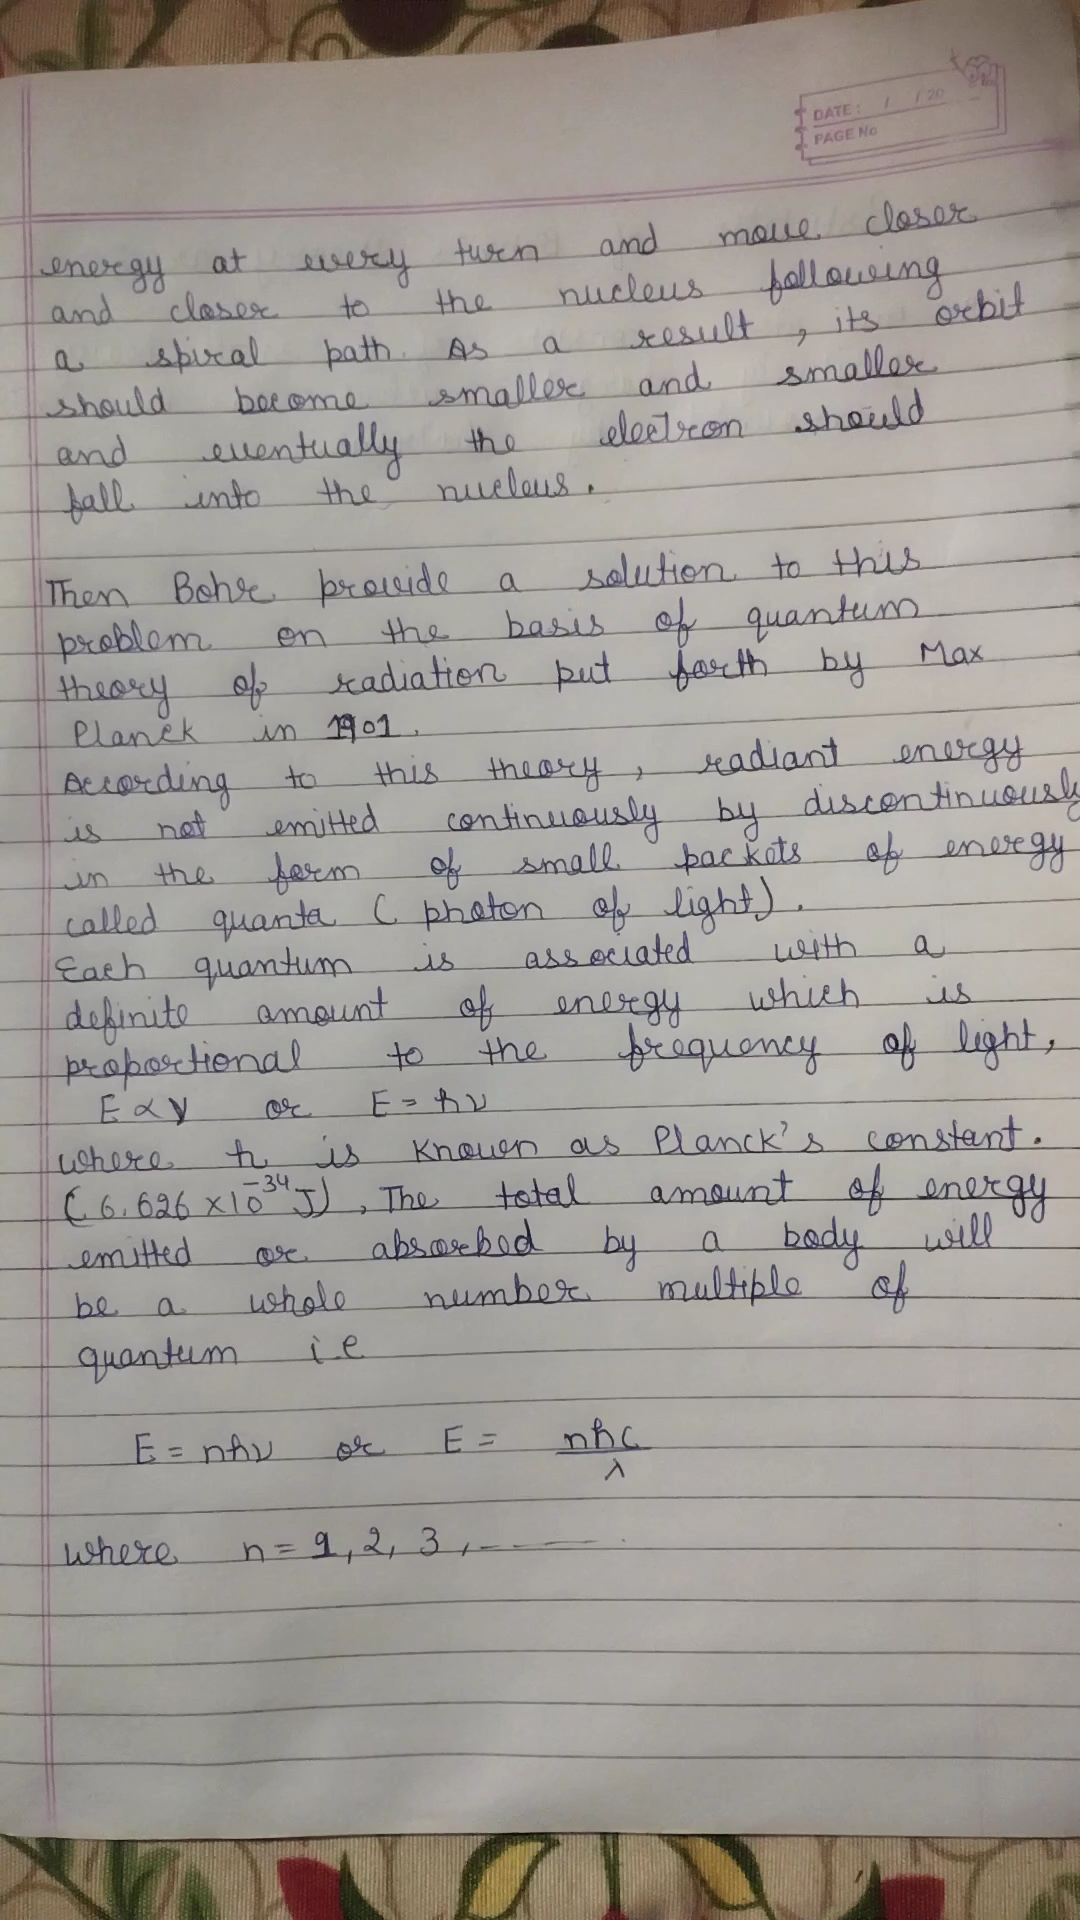 DATE: / /20
PAGE No
energy at every turn and move closer
and closer to the nucleus following
a spiral path. As a result, its orbit
should become smaller and smaller
and eventually the electron should
fall into the nucleus.
Then Bohr provide a solution to this
problem on the basis of quantum
theory of radiation put forth by Max
Planck in 1901.
According to this theory, radiant energy
is not emitted continuously by discontinuously
in the form of small packets of energy
called quanta ( photon of light).
Each quantum is associated with a
definite amount of energy which is
proportional to the frequency of light,
E ∝ ν or E = hν
where h is known as Planck's constant.
(6.626 × 10⁻³⁴ J), The total amount of energy
emitted or absorbed by a body will
be a whole number multiple of
quantum i.e
E = nhν or E = nhc/λ
where n = 1, 2, 3, -----